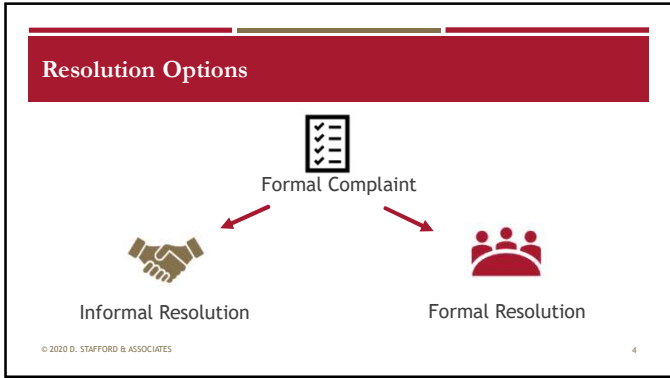 Resolution Options
Formal Complaint
Informal Resolution
Formal Resolution
© 2020 D. STAFFORD & ASSOCIATES
4